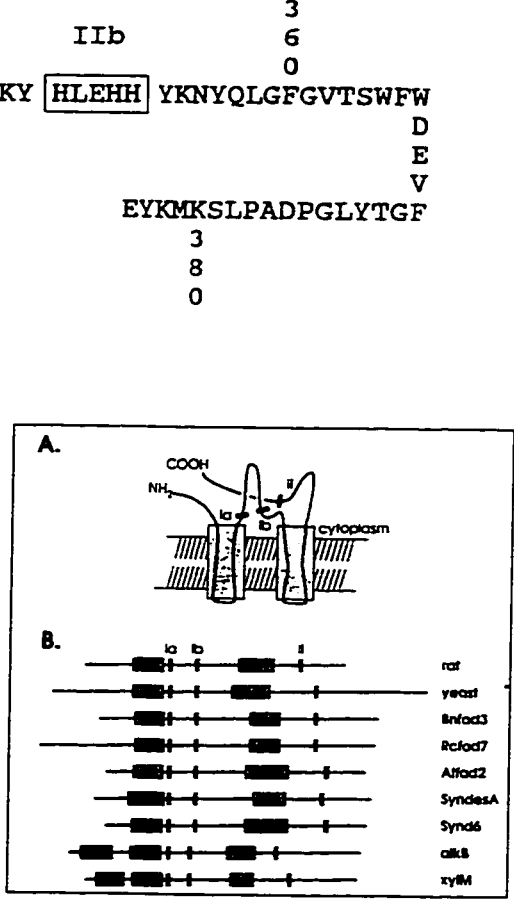 3
6
0
IIb
KY HLEHH YKNYQLGFGVTSWFW
D
E
V
EYKMKSLPADPGLYTGF
3
8
0
A.
COOH
NH2
Ia
Ib
II
cytoplasm
B.
Ia Ib II
rat
yeast
Bnfad3
Rcfad7
Atfad2
SyndesA
Synd6
alkB
xylM